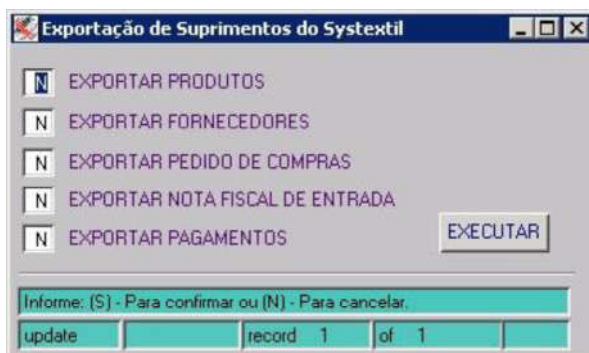 Exportação de Suprimentos do Systextil
N EXPORTAR PRODUTOS
N EXPORTAR FORNECEDORES
N EXPORTAR PEDIDO DE COMPRAS
N EXPORTAR NOTA FISCAL DE ENTRADA
N EXPORTAR PAGAMENTOS
EXECUTAR
Informe: (S) - Para confirmar ou (N) - Para cancelar.
update record 1 of 1